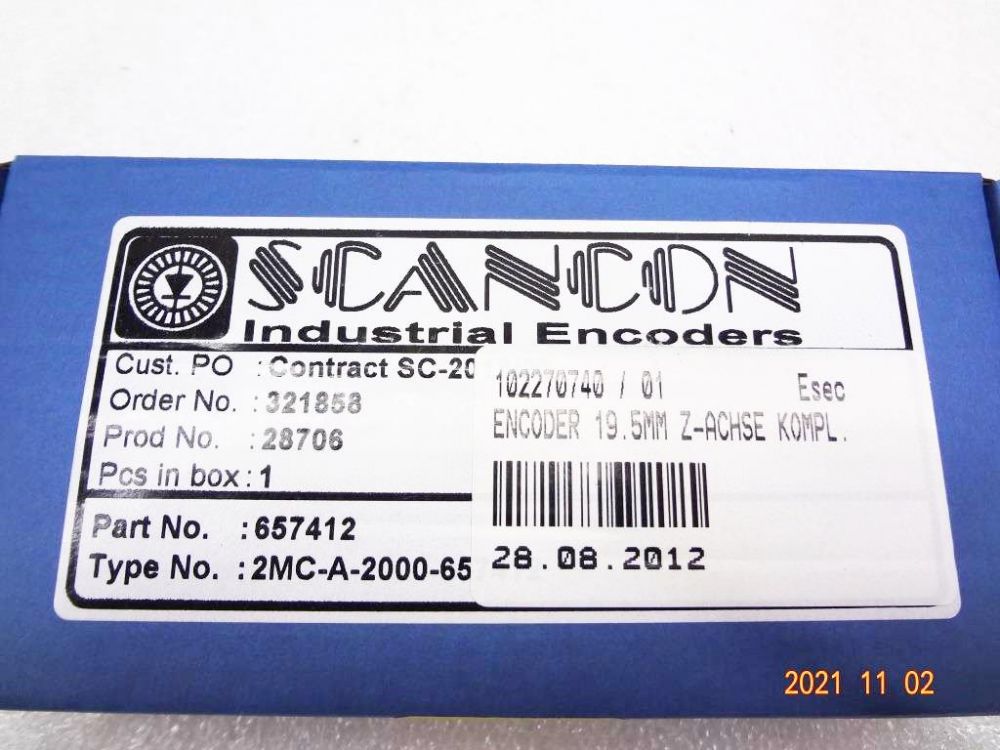 SCANCON
Industrial Encoders
Cust. PO : Contract SC-20
Order No. : 321858
Prod No. : 28706
Pcs in box : 1
Part No. : 657412
Type No. : 2MC-A-2000-65
102270740 / 01 Esec
ENCODER 19.5MM Z-ACHSE KOMPL.
28.08.2012
2021 11 02